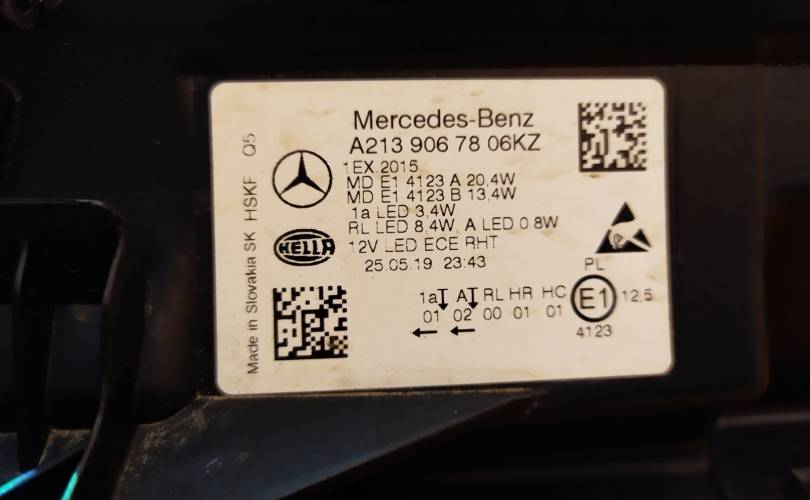 Mercedes-Benz
A213 906 78 06KZ
1EX 2015
MD E1 4123 A 20,4W
MD E1 4123 B 13,4W
1a LED 3,4W
RL LED 8,4W, A LED 0.8W
12V LED ECE RHT
25.05.19 23:43
HELLA
Made in Slovakia SK HSKF Q5
PL
1a A RL HR HC
01 02 00 01 01
E1 12.5
4123